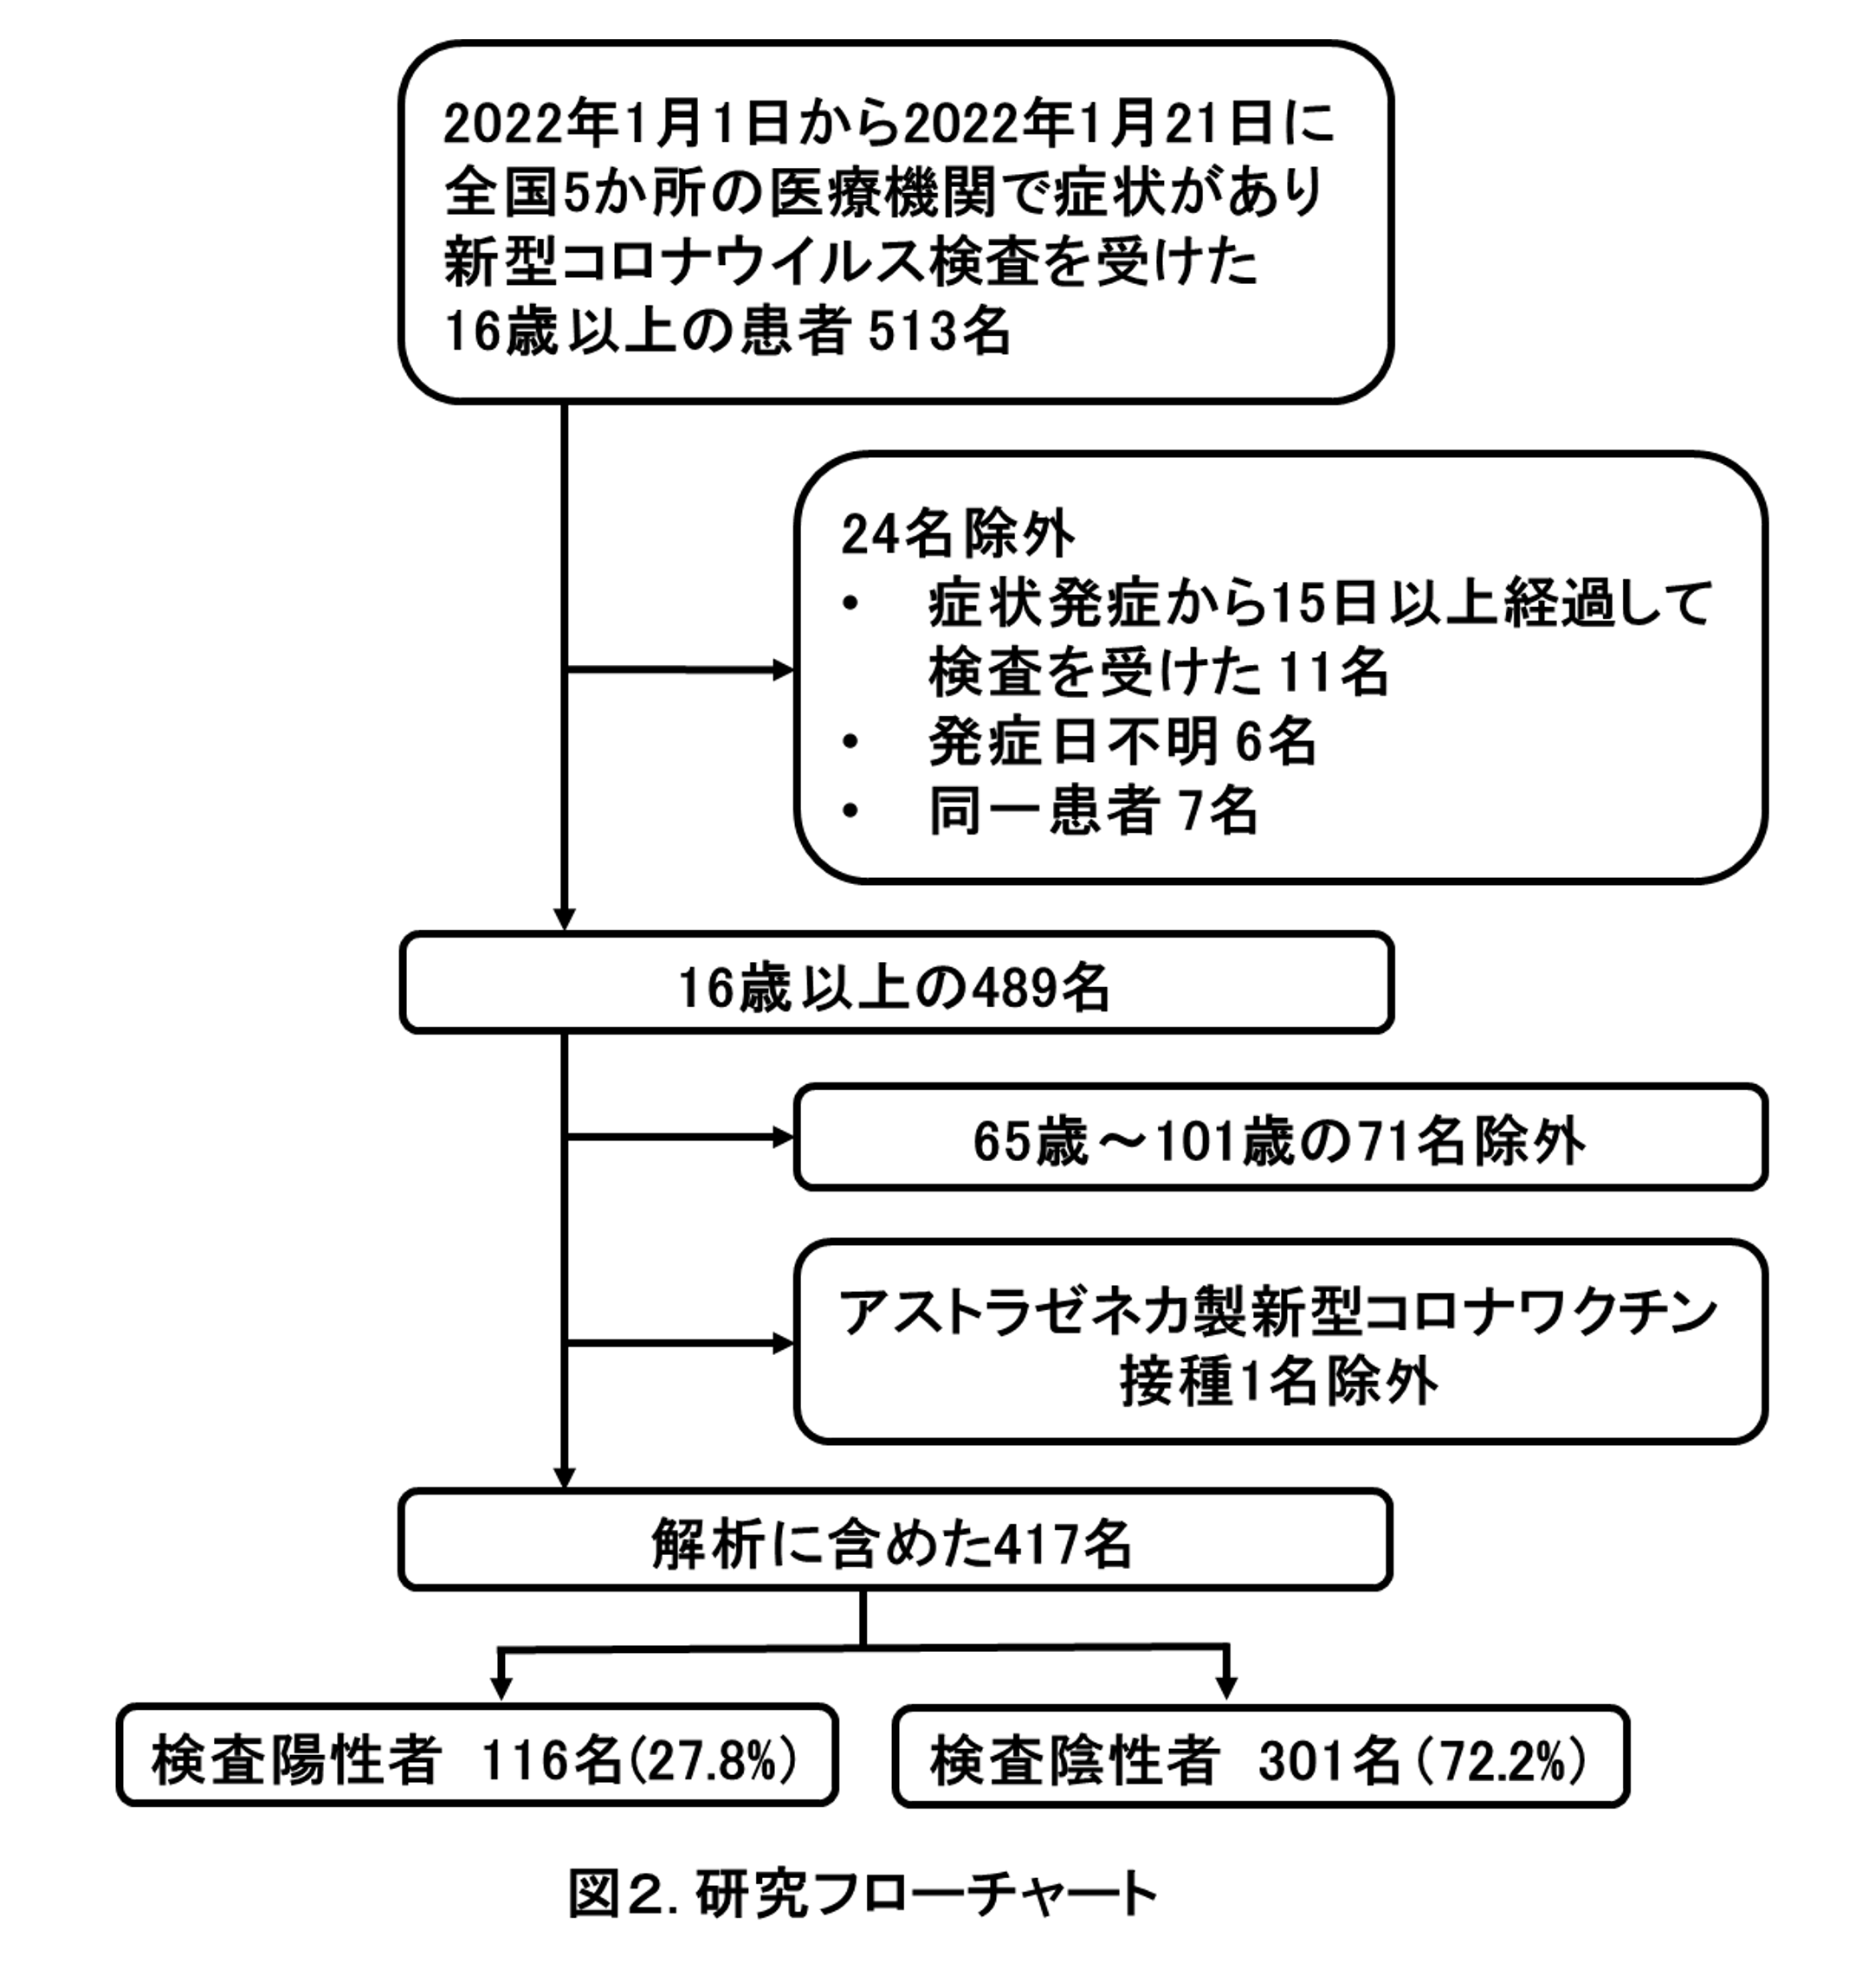 2022年1月1日から2022年1月21日に
全国5か所の医療機関で症状があり
新型コロナウイルス検査を受けた
16歳以上の患者 513名
24名除外
• 症状発症から15日以上経過して
検査を受けた 11名
• 発症日不明 6名
• 同一患者 7名
16歳以上の489名
65歳～101歳の71名除外
アストラゼネカ製新型コロナワクチン
接種1名除外
解析に含めた417名
検査陽性者　116名(27.8%)
検査陰性者　301名(72.2%)
図２. 研究フローチャート